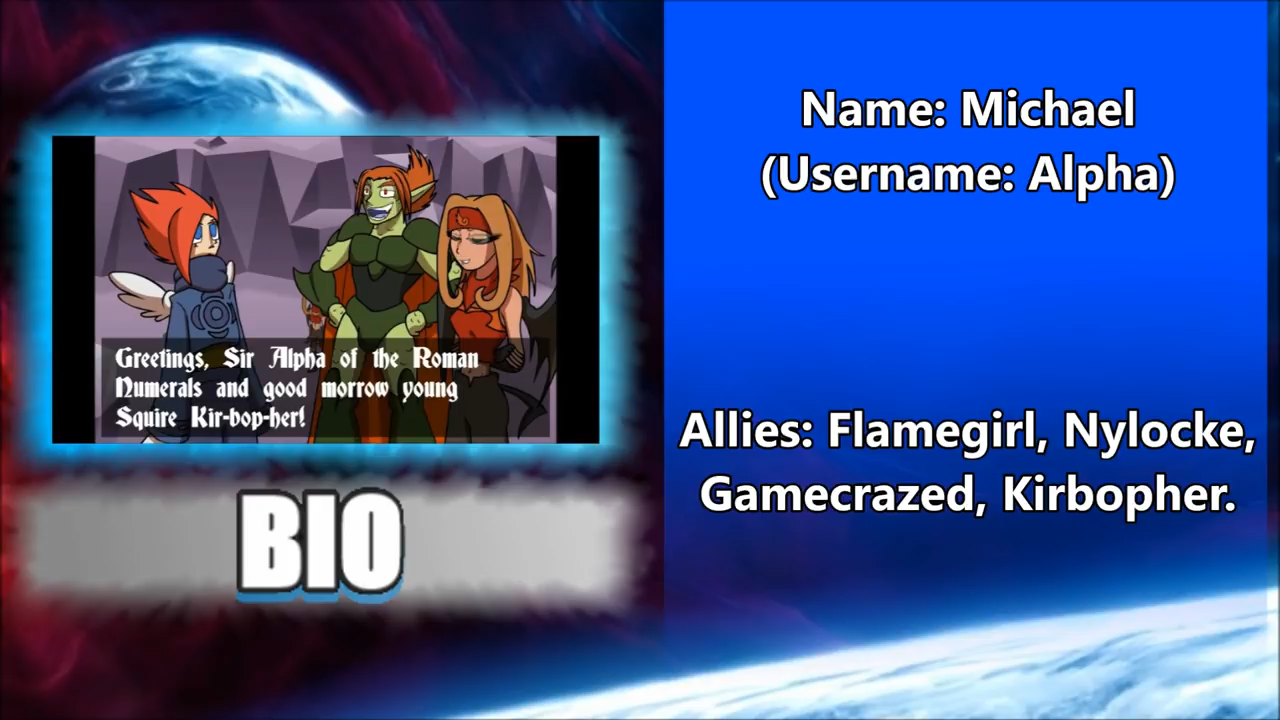 Greetings, Sir Alpha of the Roman
Numerals and good morrow young
Squire Kir-bop-her!
BIO
Name: Michael
(Username: Alpha)
Allies: Flamegirl, Nylocke,
Gamecrazed, Kirbopher.